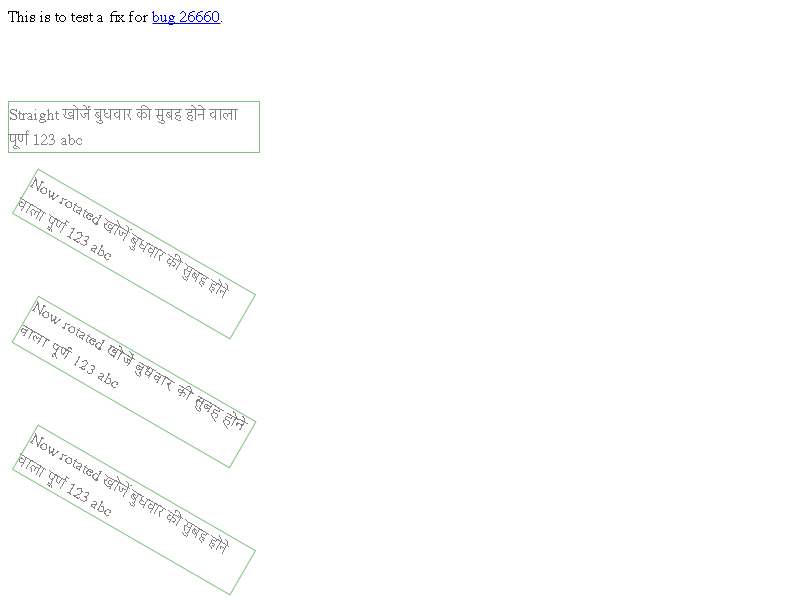 This is to test a fix for bug 26660.
Straight खोजें बुधवार की सुबह होने वाला
पूर्ण 123 abc
Now rotated खोजें बुधवार की सुबह होने
वाला पूर्ण 123 abc
Now rotated खोजें बुधवार की सुबह होने
वाला पूर्ण 123 abc
Now rotated खोजें बुधवार की सुबह होने
वाला पूर्ण 123 abc